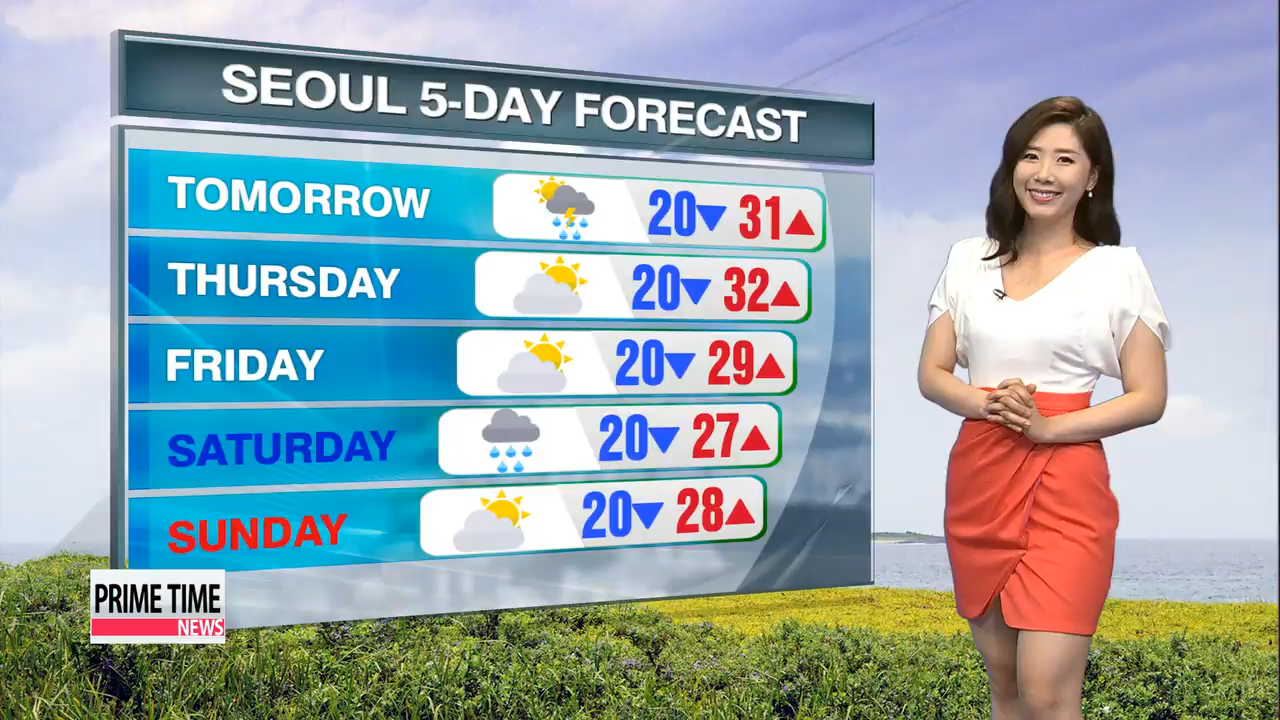 SEOUL 5-DAY FORECAST
TOMORROW 20▼ 31▲
THURSDAY 20▼ 32▲
FRIDAY 20▼ 29▲
SATURDAY 20▼ 27▲
SUNDAY 20▼ 28▲
PRIME TIME
NEWS